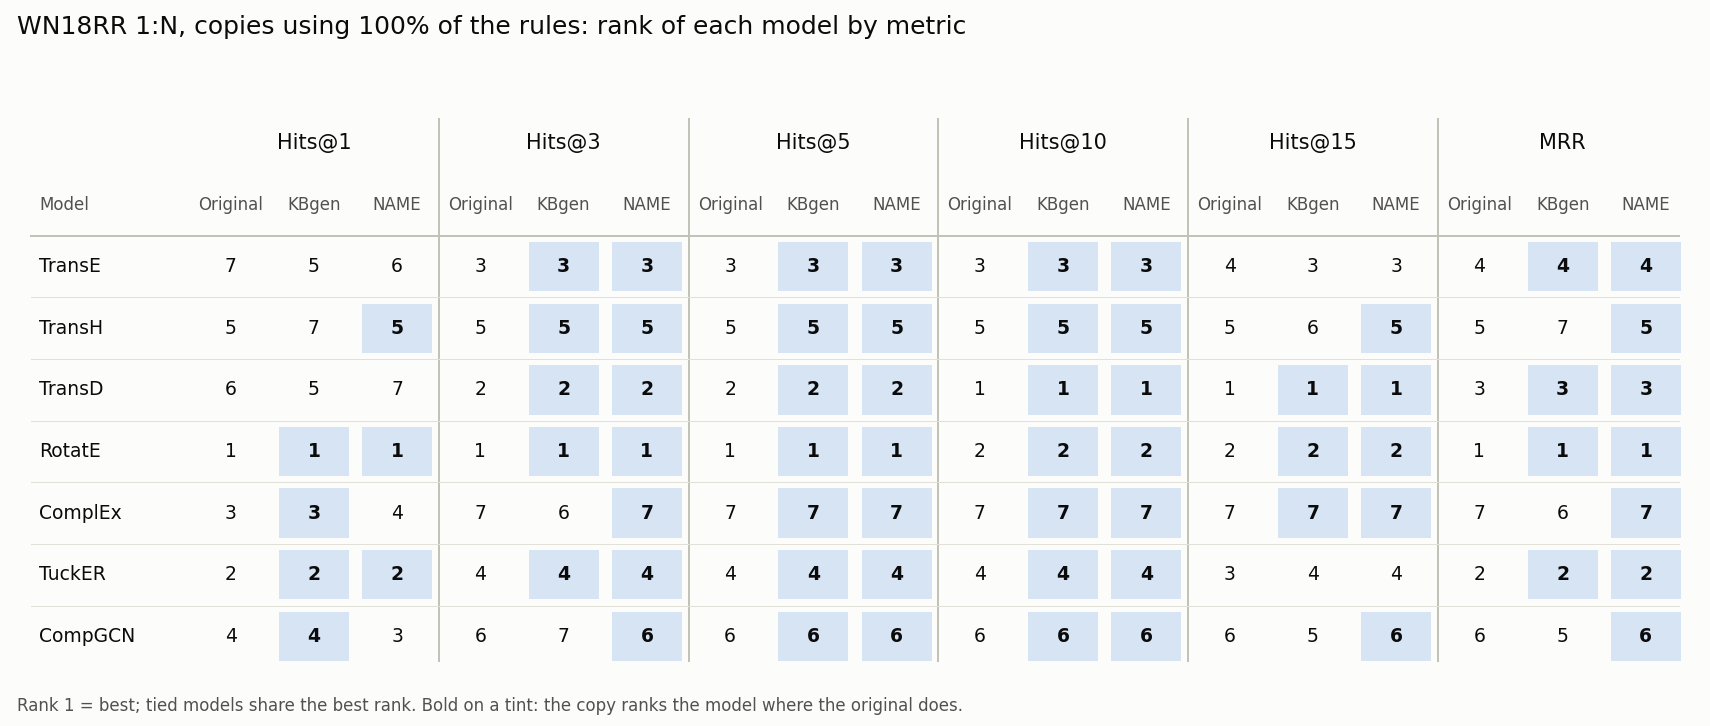 WN18RR 1:N, copies using 100% of the rules: rank of each model by metric
Hits@1 Hits@3 Hits@5 Hits@10 Hits@15 MRR
Model Original KBgen NAME Original KBgen NAME Original KBgen NAME Original KBgen NAME Original KBgen NAME Original KBgen NAME
TransE 7 5 6 3 3 3 3 3 3 3 3 3 4 3 3 4 4 4
TransH 5 7 5 5 5 5 5 5 5 5 5 5 5 6 5 5 7 5
TransD 6 5 7 2 2 2 2 2 2 1 1 1 1 1 1 3 3 3
RotatE 1 1 1 1 1 1 1 1 1 2 2 2 2 2 2 1 1 1
ComplEx 3 3 4 7 6 7 7 7 7 7 7 7 7 7 7 7 6 7
TuckER 2 2 2 4 4 4 4 4 4 4 4 4 3 4 4 2 2 2
CompGCN 4 4 3 6 7 6 6 6 6 6 6 6 6 5 6 6 5 6
Rank 1 = best; tied models share the best rank. Bold on a tint: the copy ranks the model where the original does.